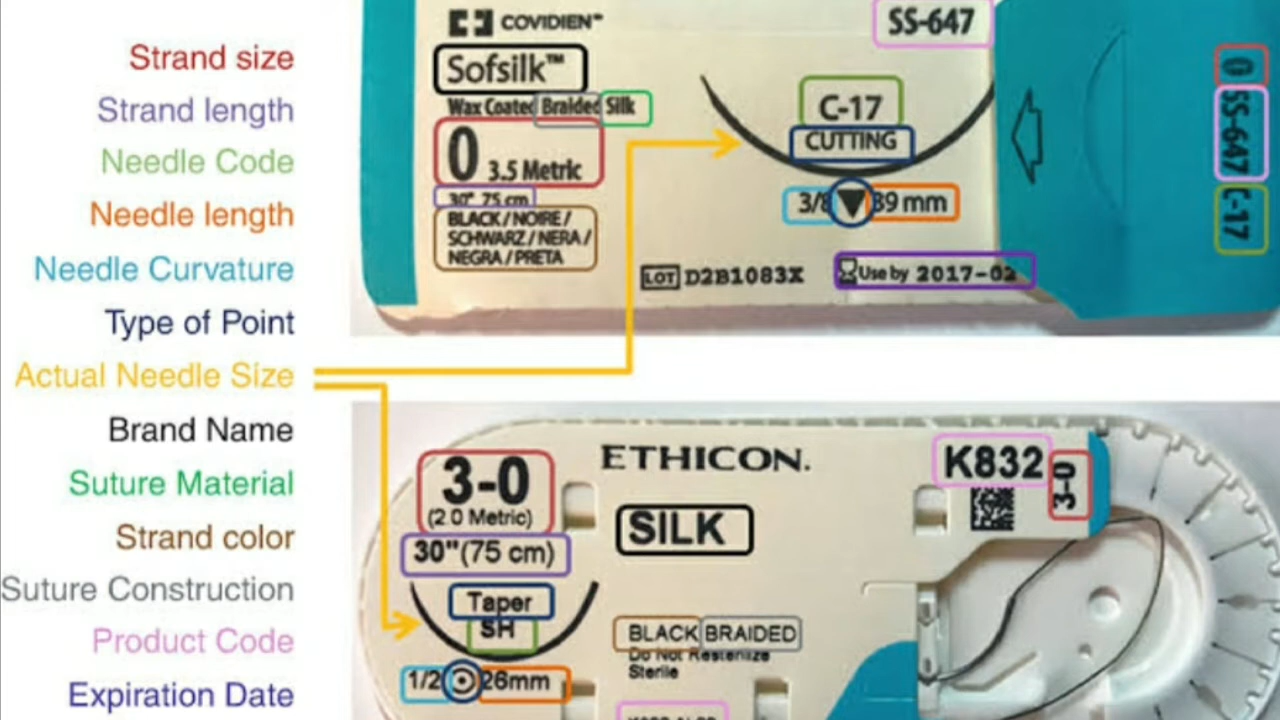 Strand size
Strand length
Needle Code
Needle length
Needle Curvature
Type of Point
Actual Needle Size
Brand Name
Suture Material
Strand color
Suture Construction
Product Code
Expiration Date
COVIDIEN™
SS-647
Sofsilk™
Wax Coated Braided Silk
0 3.5 Metric
30" 75 cm
BLACK / NOIRE /
SCHWARZ / NERA /
NEGRA / PRETA
C-17
CUTTING
3/8 39 mm
LOT D2B1083X
Use by 2017-02
0 SS-647 C-17
ETHICON.
K832
3-0
3-0
(2.0 Metric)
30" (75 cm)
SILK
Taper
SH
1/2 26mm
BLACK BRAIDED
Do Not Resterilize
Sterile